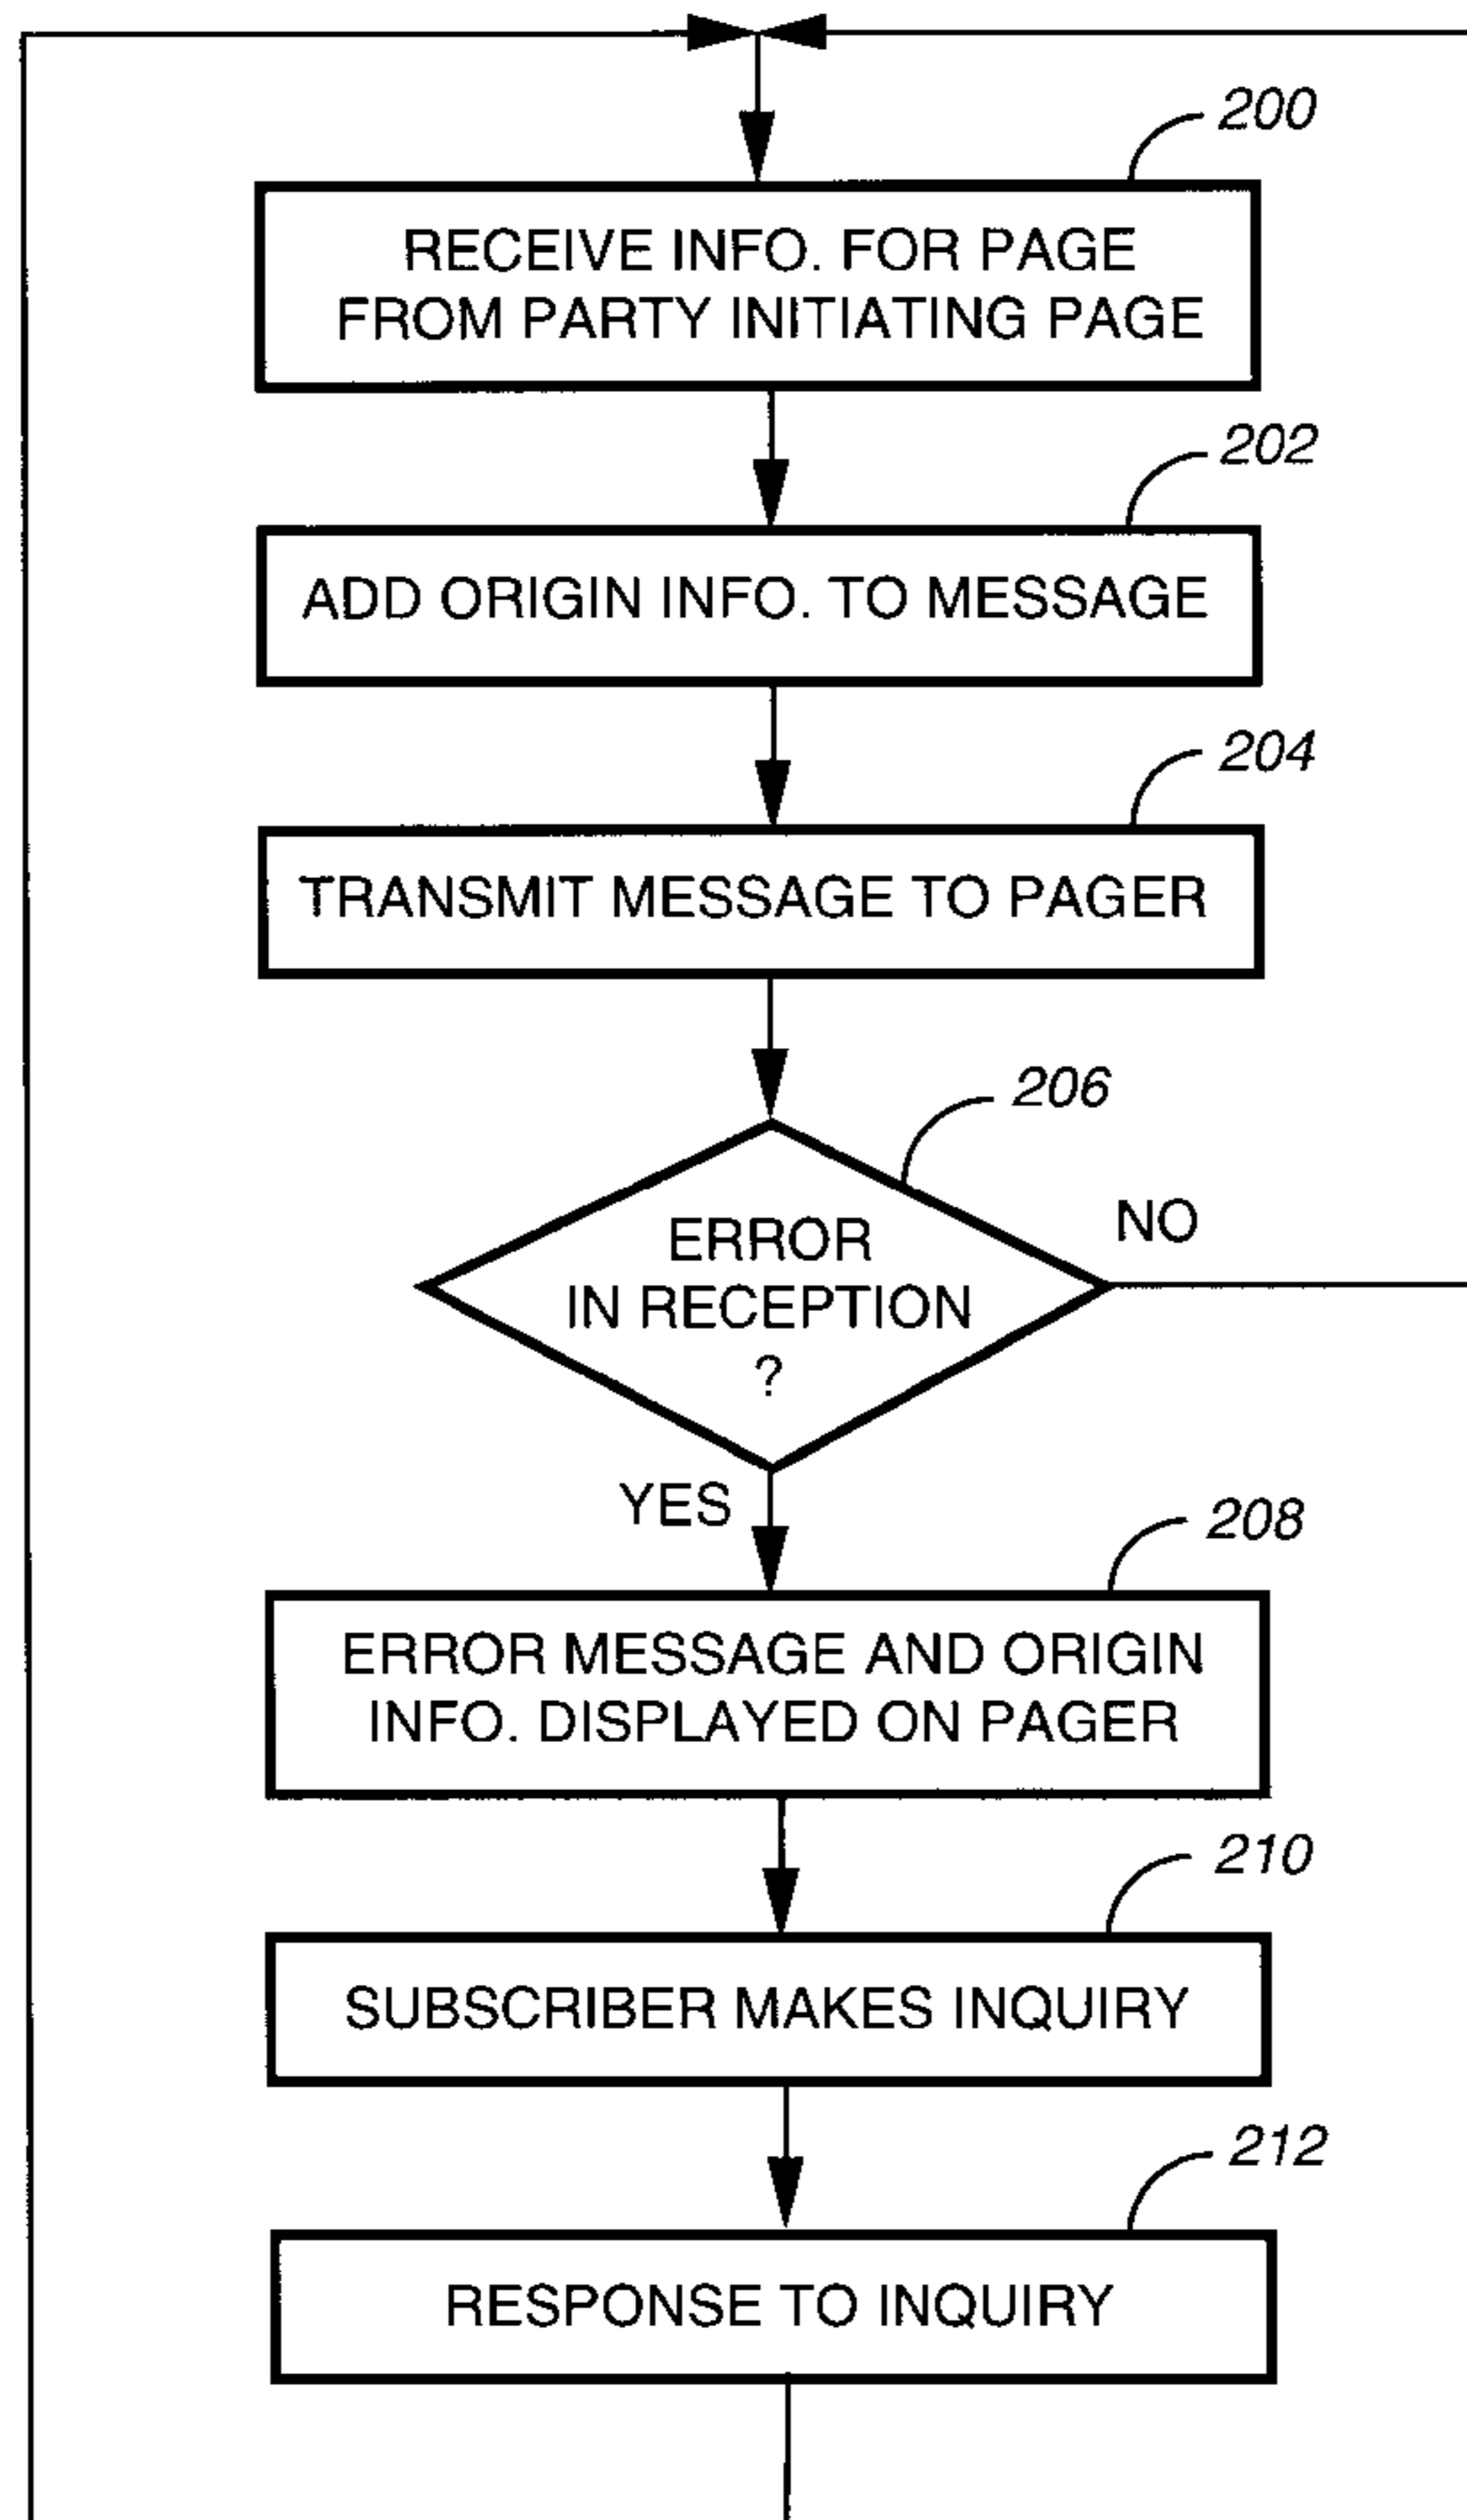 200
RECEIVE INFO. FOR PAGE
FROM PARTY INITIATING PAGE
202
ADD ORIGIN INFO. TO MESSAGE
204
TRANSMIT MESSAGE TO PAGER
206
ERROR
IN RECEPTION
?
NO
YES
208
ERROR MESSAGE AND ORIGIN
INFO. DISPLAYED ON PAGER
210
SUBSCRIBER MAKES INQUIRY
212
RESPONSE TO INQUIRY